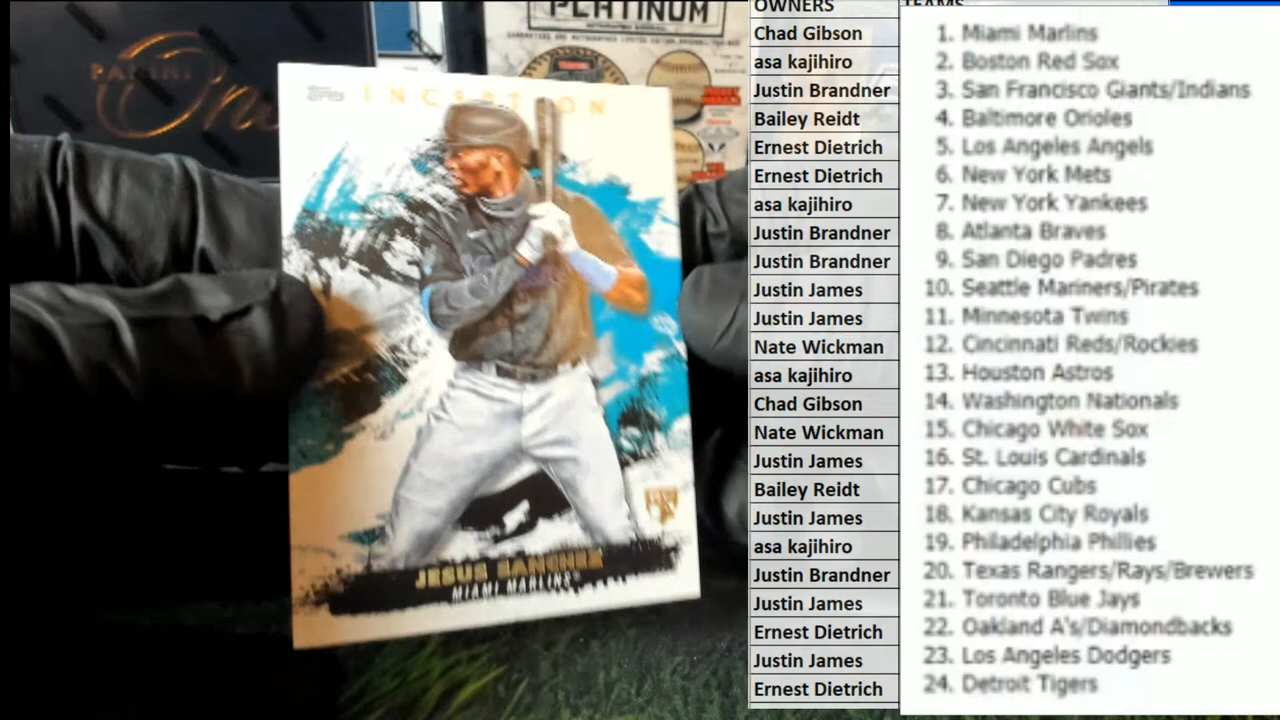 PLATINUM
PANINI
One
topps INCEPTION
RC
JESUS SANCHEZ
MIAMI MARLINS
OWNERS
Chad Gibson
asa kajihiro
Justin Brandner
Bailey Reidt
Ernest Dietrich
Ernest Dietrich
asa kajihiro
Justin Brandner
Justin Brandner
Justin James
Justin James
Nate Wickman
asa kajihiro
Chad Gibson
Nate Wickman
Justin James
Bailey Reidt
Justin James
asa kajihiro
Justin Brandner
Justin James
Ernest Dietrich
Justin James
Ernest Dietrich
TEAMS
1. Miami Marlins
2. Boston Red Sox
3. San Francisco Giants/Indians
4. Baltimore Orioles
5. Los Angeles Angels
6. New York Mets
7. New York Yankees
8. Atlanta Braves
9. San Diego Padres
10. Seattle Mariners/Pirates
11. Minnesota Twins
12. Cincinnati Reds/Rockies
13. Houston Astros
14. Washington Nationals
15. Chicago White Sox
16. St. Louis Cardinals
17. Chicago Cubs
18. Kansas City Royals
19. Philadelphia Phillies
20. Texas Rangers/Rays/Brewers
21. Toronto Blue Jays
22. Oakland A's/Diamondbacks
23. Los Angeles Dodgers
24. Detroit Tigers